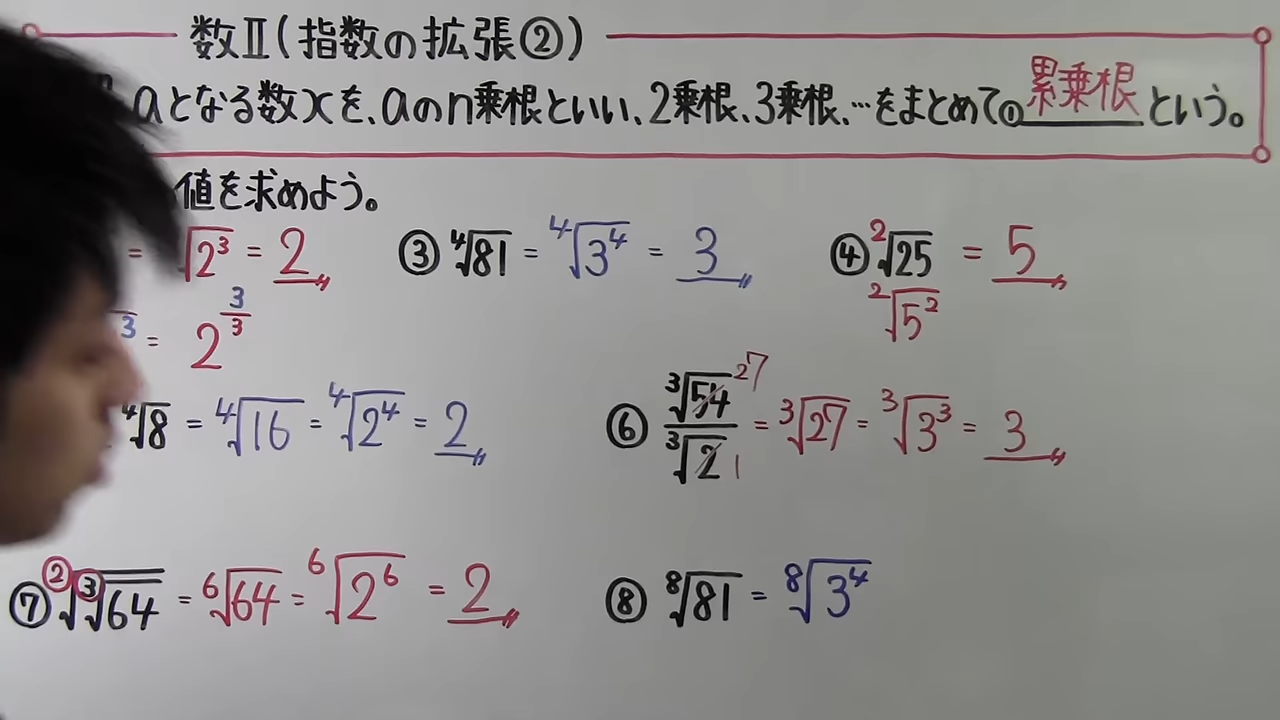 数Ⅱ(指数の拡張②)
aとなる数xを、aのn乗根といい、2乗根、3乗根、…をまとめて①累乗根という。
値を求めよう。
= √2³ = 2
3 = 2^(3/3)
③ ⁴√81 = ⁴√3⁴ = 3
④ ²√25 = 5
²√5²
⁴√8 = ⁴√16 = ⁴√2⁴ = 2
⑥ ³√54/³√2 27 1 = ³√27 = ³√3³ = 3
⑦ ②√③√64 = ⁶√64 = ⁶√2⁶ = 2
⑧ ⁸√81 = ⁸√3⁴